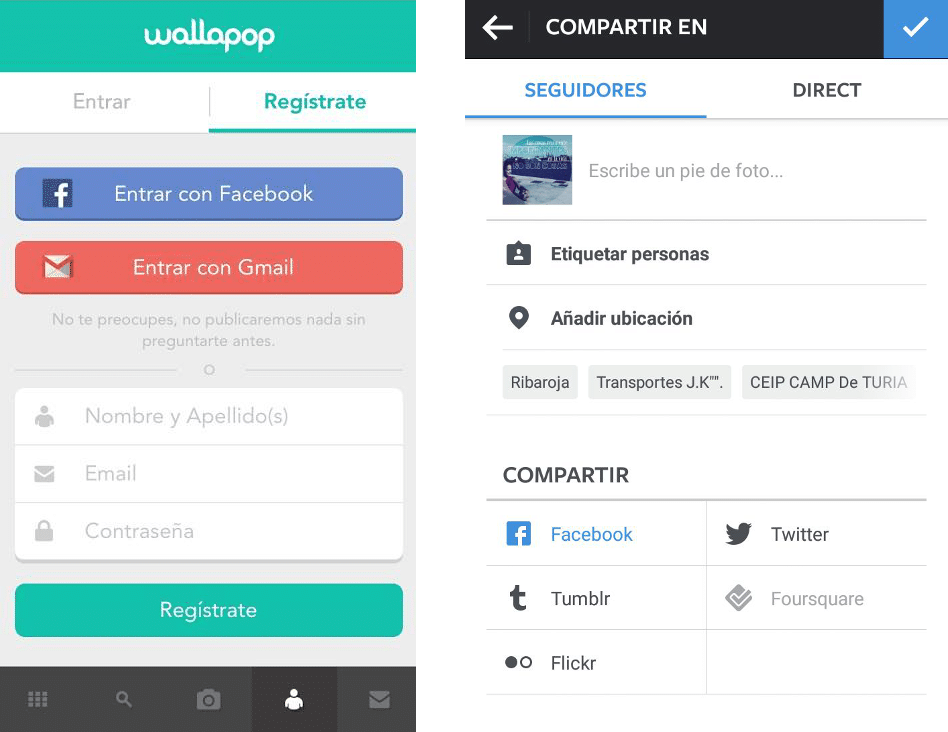 wallapop
Entrar
Regístrate
Entrar con Facebook
Entrar con Gmail
No te preocupes, no publicaremos nada sin
preguntarte antes.
O
Nombre y Apellido(s)
Email
Contraseña
Regístrate
COMPARTIR EN
SEGUIDORES
DIRECT
Escribe un pie de foto...
Etiquetar personas
Añadir ubicación
Ribaroja
Transportes J.K"".
CEIP CAMP De TURIA
COMPARTIR
Facebook
Twitter
Tumblr
Foursquare
Flickr